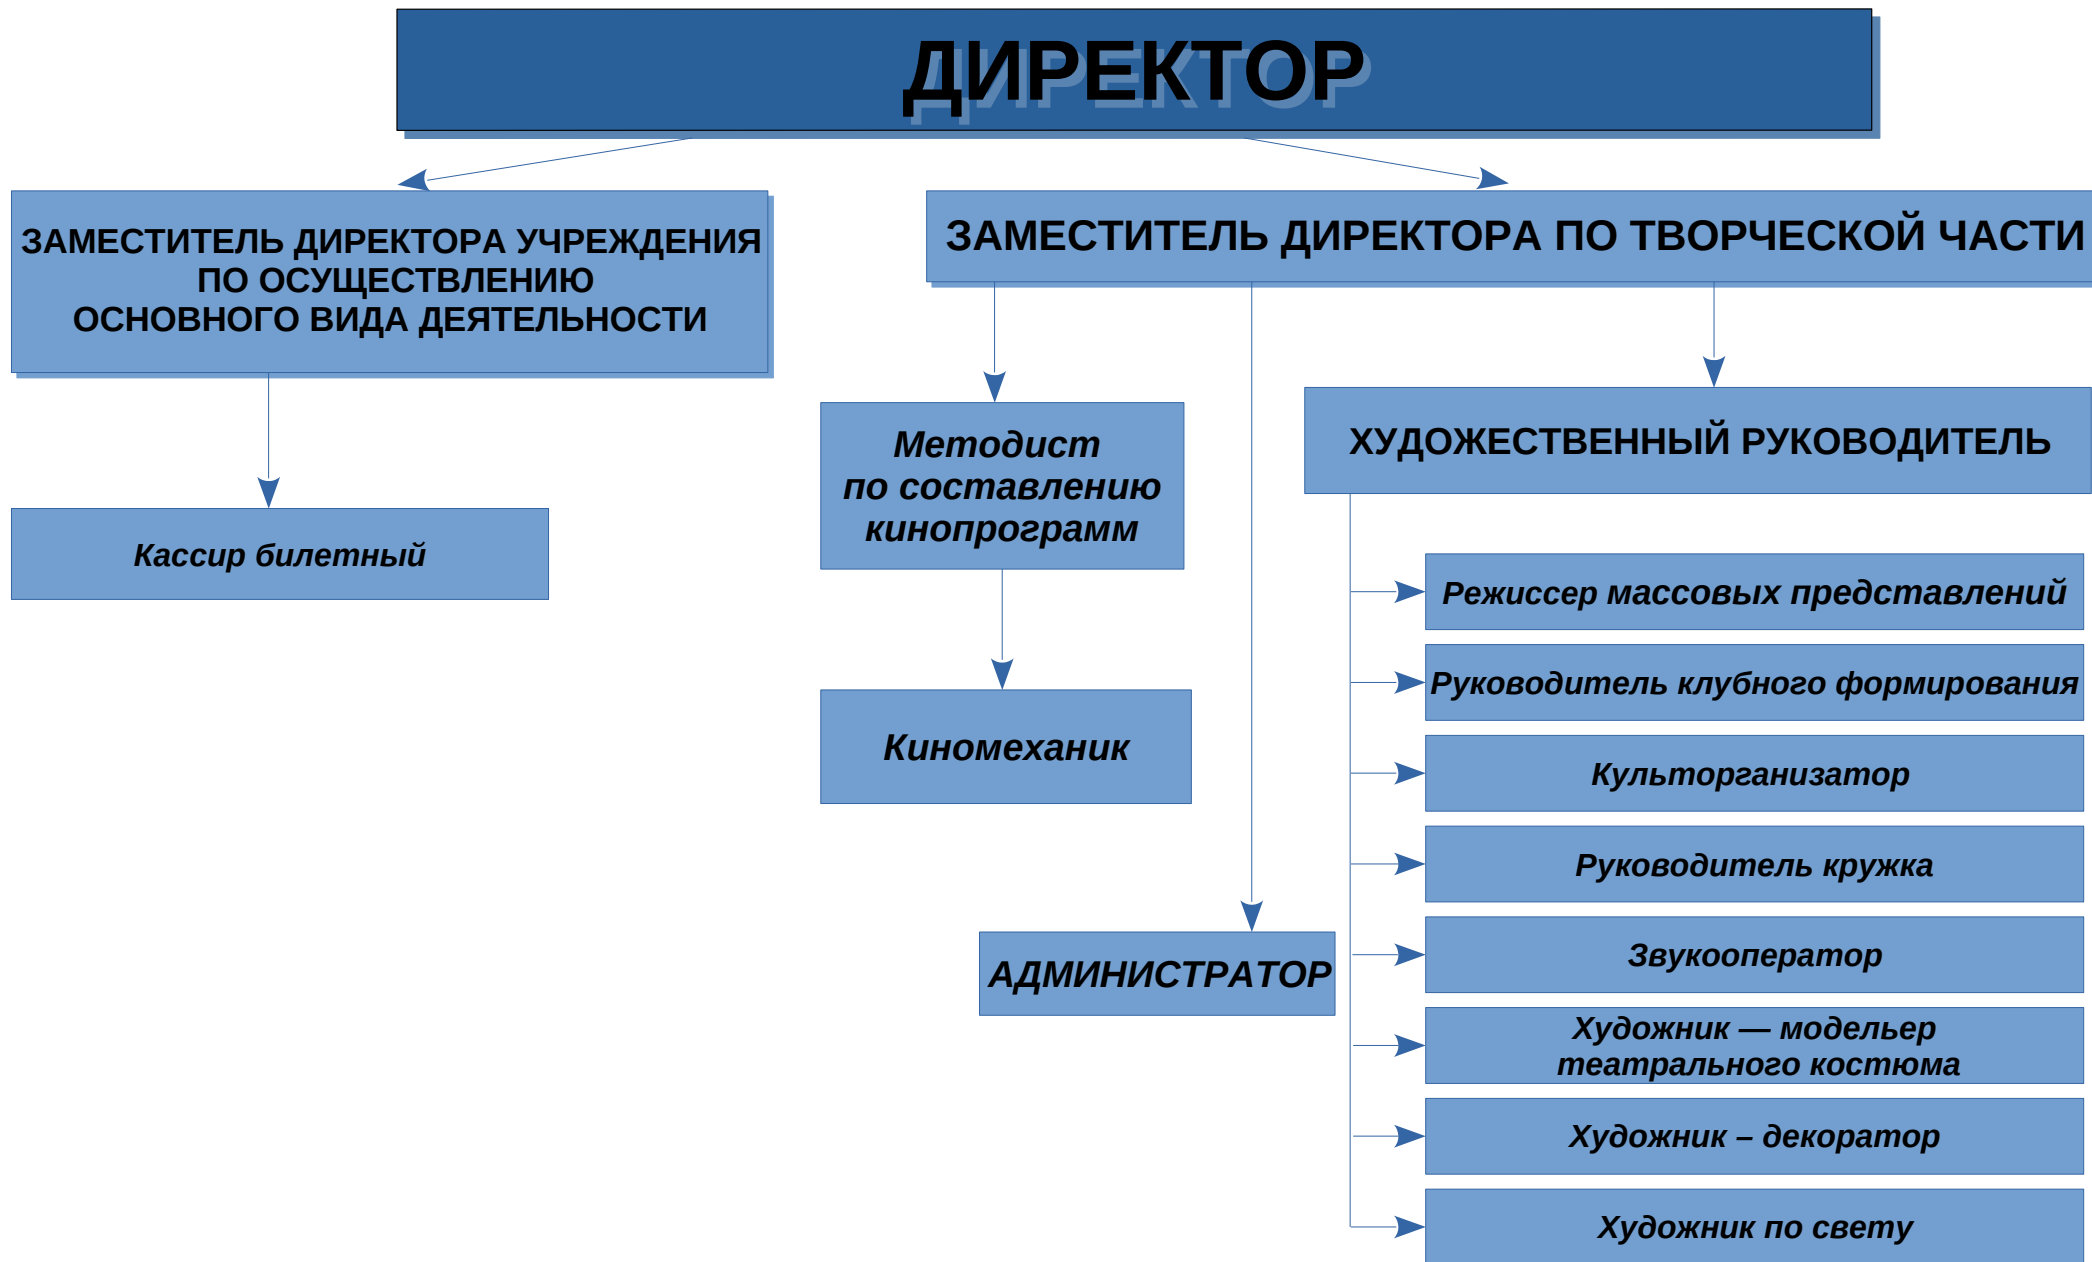 ДИРЕКТОР
ЗАМЕСТИТЕЛЬ ДИРЕКТОРА УЧРЕЖДЕНИЯ
ПО ОСУЩЕСТВЛЕНИЮ
ОСНОВНОГО ВИДА ДЕЯТЕЛЬНОСТИ
ЗАМЕСТИТЕЛЬ ДИРЕКТОРА ПО ТВОРЧЕСКОЙ ЧАСТИ
Кассир билетный
Методист
по составлению
кинопрограмм
Киномеханик
АДМИНИСТРАТОР
ХУДОЖЕСТВЕННЫЙ РУКОВОДИТЕЛЬ
Режиссер массовых представлений
Руководитель клубного формирования
Культорганизатор
Руководитель кружка
Звукооператор
Художник — модельер
театрального костюма
Художник – декоратор
Художник по свету